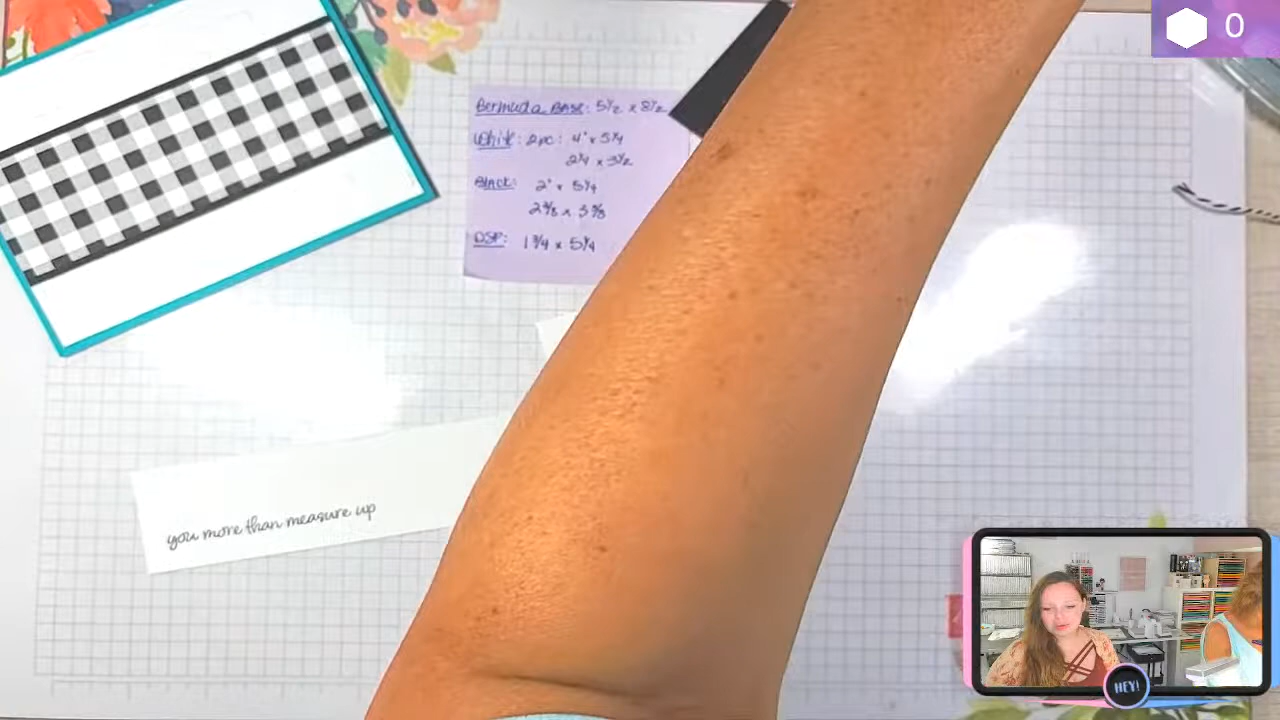 0
Bermuda Base: 5½ x 8½
White: 2pc: 4" x 5¼
2¼ x 3½
Black: 2" x 5¼
2⅜ x 3⅝
DSP: 1¾ x 5¼
you more than measure up
HEY!